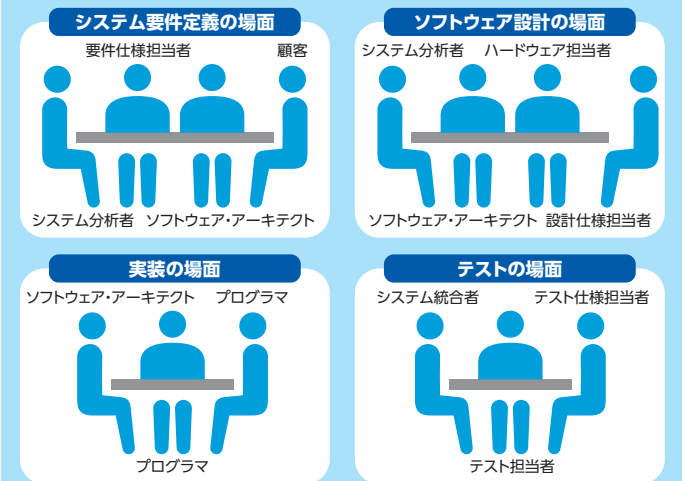 システム要件定義の場面
要件仕様担当者 顧客
システム分析者 ソフトウェア・アーキテクト
ソフトウェア設計の場面
システム分析者 ハードウェア担当者
ソフトウェア・アーキテクト 設計仕様担当者
実装の場面
ソフトウェア・アーキテクト プログラマ
プログラマ
テストの場面
システム統合者 テスト仕様担当者
テスト担当者